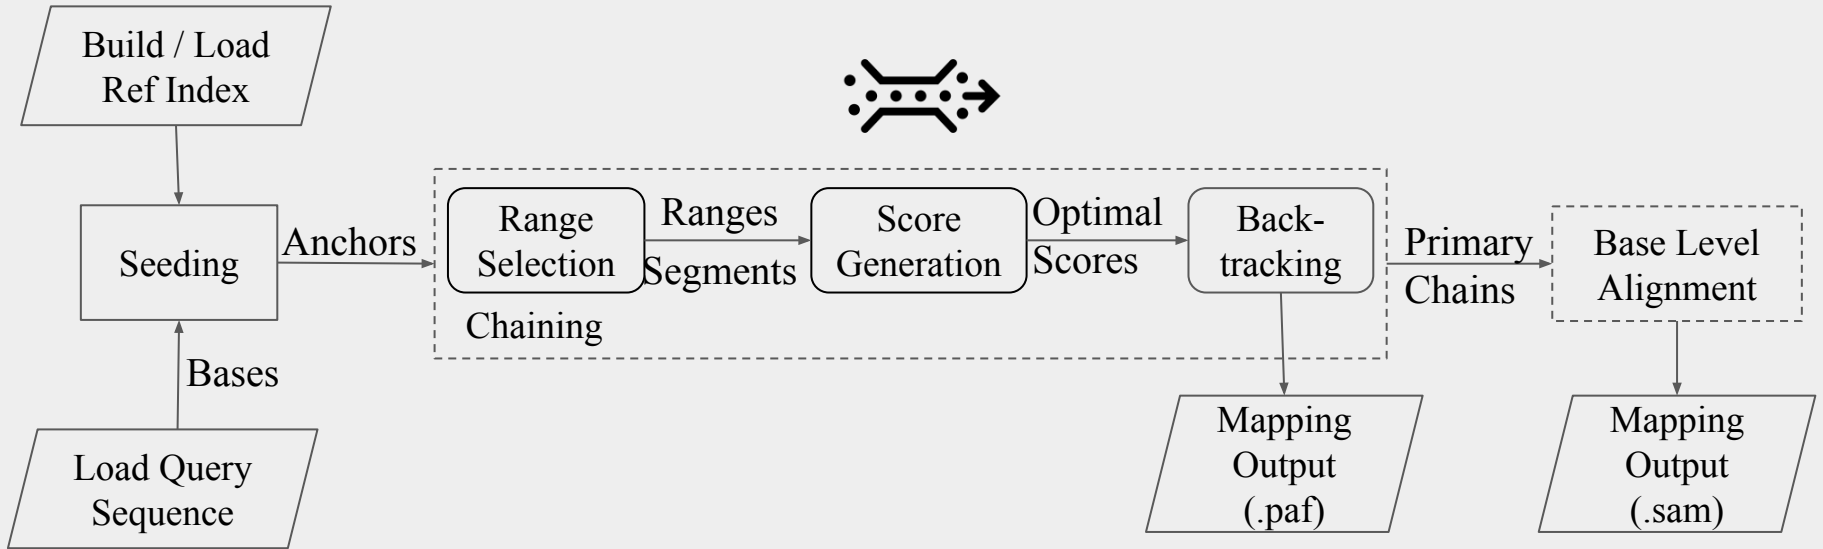 Build / Load
Ref Index
Seeding
Anchors
Bases
Load Query
Sequence
Range
Selection
Chaining
Ranges
Segments
Score
Generation
Optimal
Scores
Back-
tracking
Primary
Chains
Base Level
Alignment
Mapping
Output
(.paf)
Mapping
Output
(.sam)